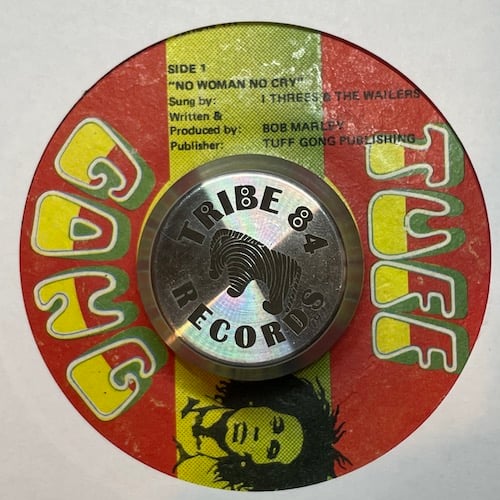 SIDE 1
"NO WOMAN NO CRY"
Sung by: I THREES & THE WAILERS
Written &
Produced by: BOB MARLEY
Publisher: TUFF GONG PUBLISHING
TUFF
GONG
TRIBE 84
RECORDS